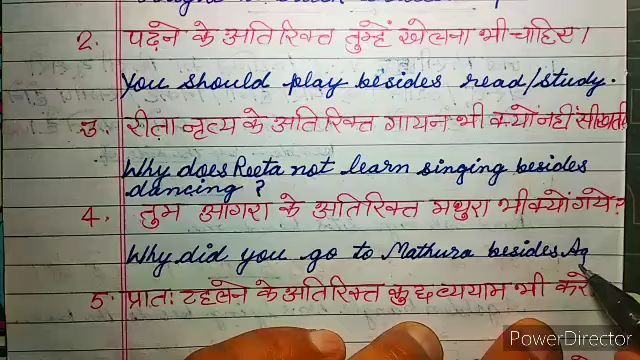 2. पढ़ने के अतिरिक्त तुम्हें खेलना भी चाहिए।
You should play besides read/study.
3. रीता नृत्य के अतिरिक्त गायन भी क्यों नहीं सीखती
Why does Reeta not learn singing besides
dancing?
4. तुम आगरा के अतिरिक्त मथुरा भी क्यों गये?
Why did you go to Mathura besides Ag
5. प्रातः टहलने के अतिरिक्त कुछ व्ययाम भी करो
PowerDirector